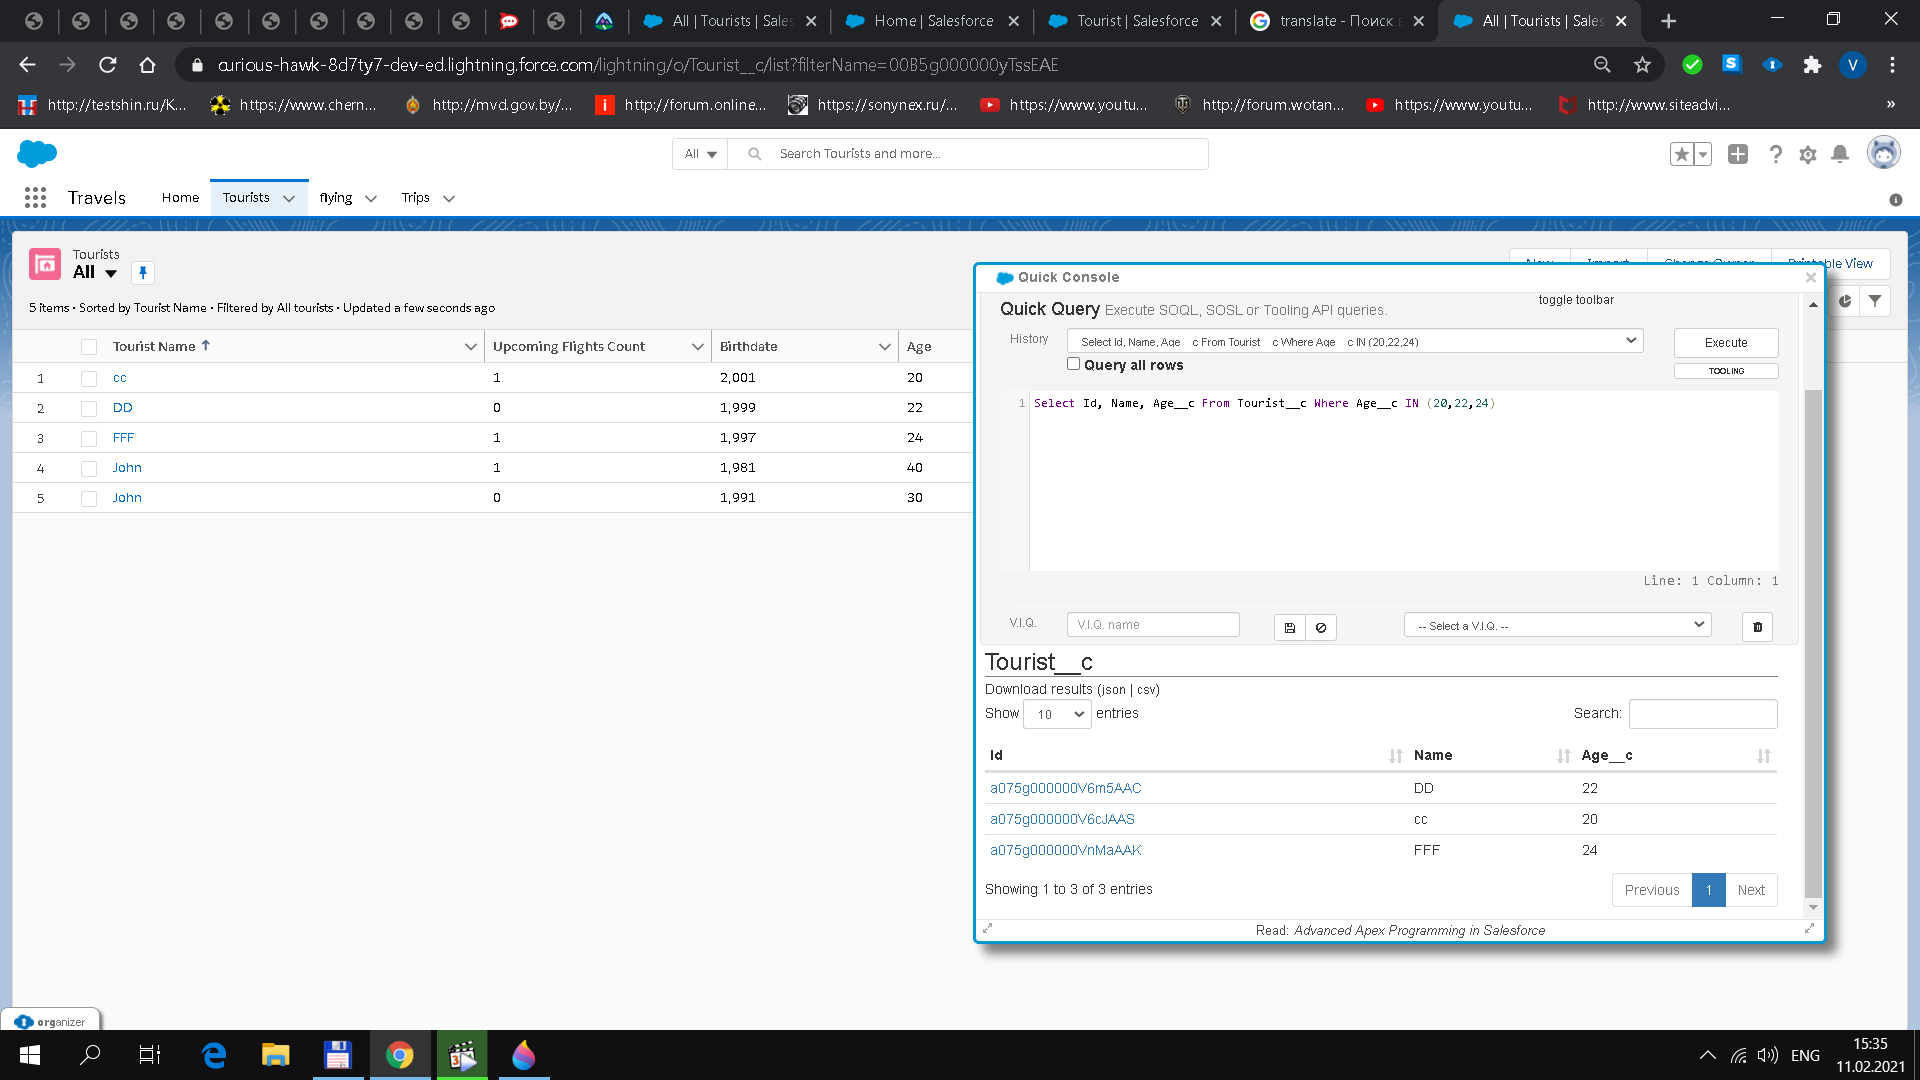 All | Tourists | Sales
Home | Salesforce
Tourist | Salesforce
translate - Поиск в
All | Tourists | Sales
curious-hawk-8d7ty7-dev-ed.lightning.force.com/lightning/o/Tourist__c/list?filterName=00B5g000000yTssEAE
V
http://testshin.ru/K...
https://www.chern...
http://mvd.gov.by/...
http://forum.online...
https://sonynex.ru/...
https://www.youtu...
http://forum.wotan...
https://www.youtu...
http://www.siteadvi...
»
All
Search Tourists and more...
Travels
Home
Tourists
flying
Trips
Tourists
All
5 items • Sorted by Tourist Name • Filtered by All tourists • Updated a few seconds ago
New
Import
Change Owner
Printable View
Tourist Name ↑
Upcoming Flights Count
Birthdate
Age
1 cc 1 2,001 20
2 DD 0 1,999 22
3 FFF 1 1,997 24
4 John 1 1,981 40
5 John 0 1,991 30
Quick Console
toggle toolbar
Quick Query Execute SOQL, SOSL or Tooling API queries.
History
Select Id, Name, Age__c From Tourist__c Where Age__c IN (20,22,24)
Execute
Query all rows
TOOLING
1 Select Id, Name, Age__c From Tourist__c Where Age__c IN (20,22,24)
Line: 1 Column: 1
V.I.Q.
V.I.Q. name
-- Select a V.I.Q. --
Tourist__c
Download results (json | csv)
Show 10 entries
Search:
Id Name Age__c
a075g000000V6m5AAC DD 22
a075g000000V6cJAAS cc 20
a075g000000VnMaAAK FFF 24
Showing 1 to 3 of 3 entries
Previous 1 Next
Read: Advanced Apex Programming in Salesforce
organizer
ENG
15:35
11.02.2021